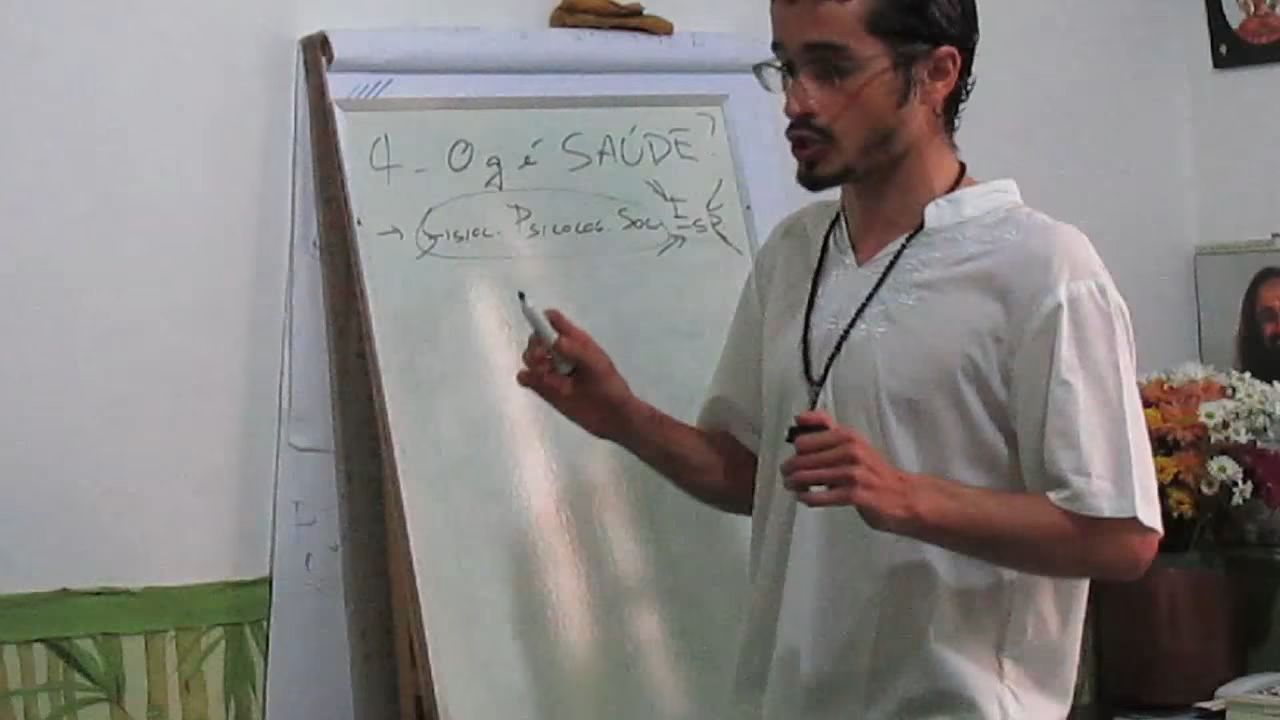 4- O q é SAÚDE?
→ FISIOL. PSICOLOG. SOC.